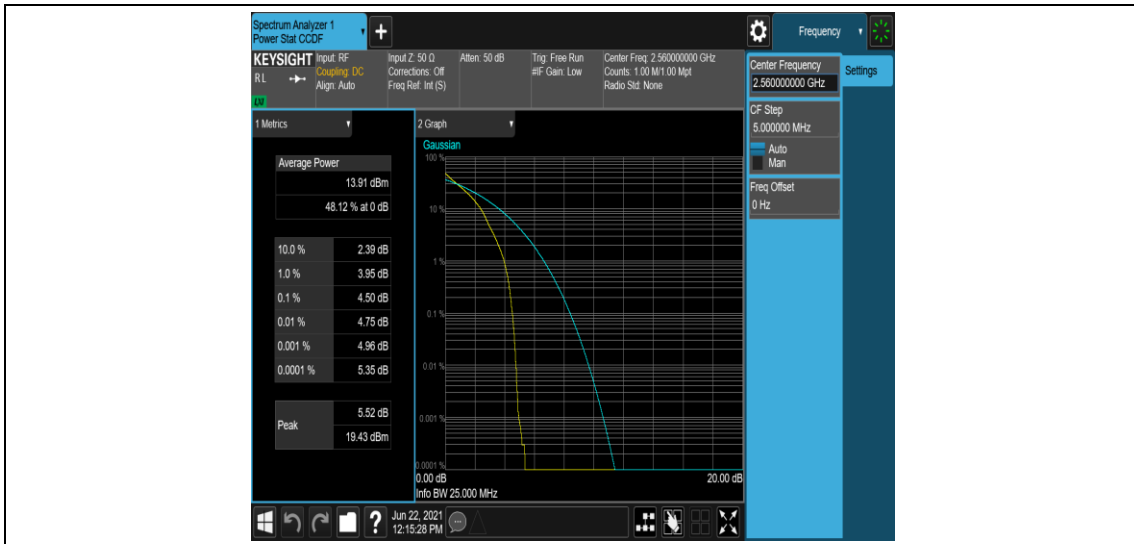 Spectrum Analyzer 1
Power Stat CCDF
Frequency
KEYSIGHT
RL
LXI
Input: RF
Coupling: DC
Align: Auto
Input Z: 50 Ω
Corrections: Off
Freq Ref: Int (S)
Atten: 50 dB
Trig: Free Run
#IF Gain: Low
Center Freq: 2.560000000 GHz
Counts: 1.00 M/1.00 Mpt
Radio Std: None
Center Frequency
2.560000000 GHz
Settings
CF Step
5.000000 MHz
Auto
Man
Freq Offset
0 Hz
1 Metrics
Average Power
13.91 dBm
48.12 % at 0 dB
10.0 % 2.39 dB
1.0 % 3.95 dB
0.1 % 4.50 dB
0.01 % 4.75 dB
0.001 % 4.96 dB
0.0001 % 5.35 dB
Peak
5.52 dB
19.43 dBm
2 Graph
Gaussian
100 %
10 %
1 %
0.1 %
0.01 %
0.001 %
0.0001 %
0.00 dB 20.00 dB
Info BW 25.000 MHz
?
Jun 22, 2021
12:15:28 PM